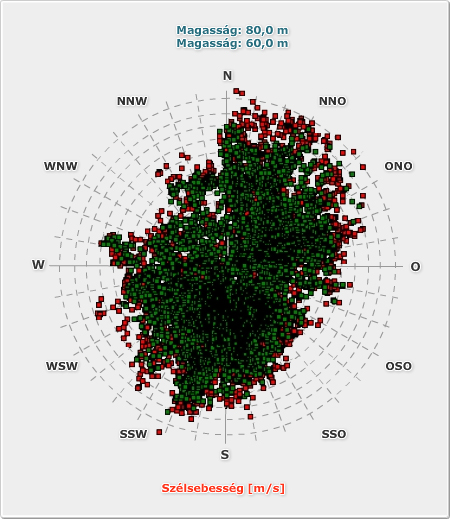 Magasság: 80,0 m
Magasság: 60,0 m
N
NNW
NNO
WNW
ONO
W
O
WSW
OSO
SSW
SSO
S
Szélsebesség [m/s]